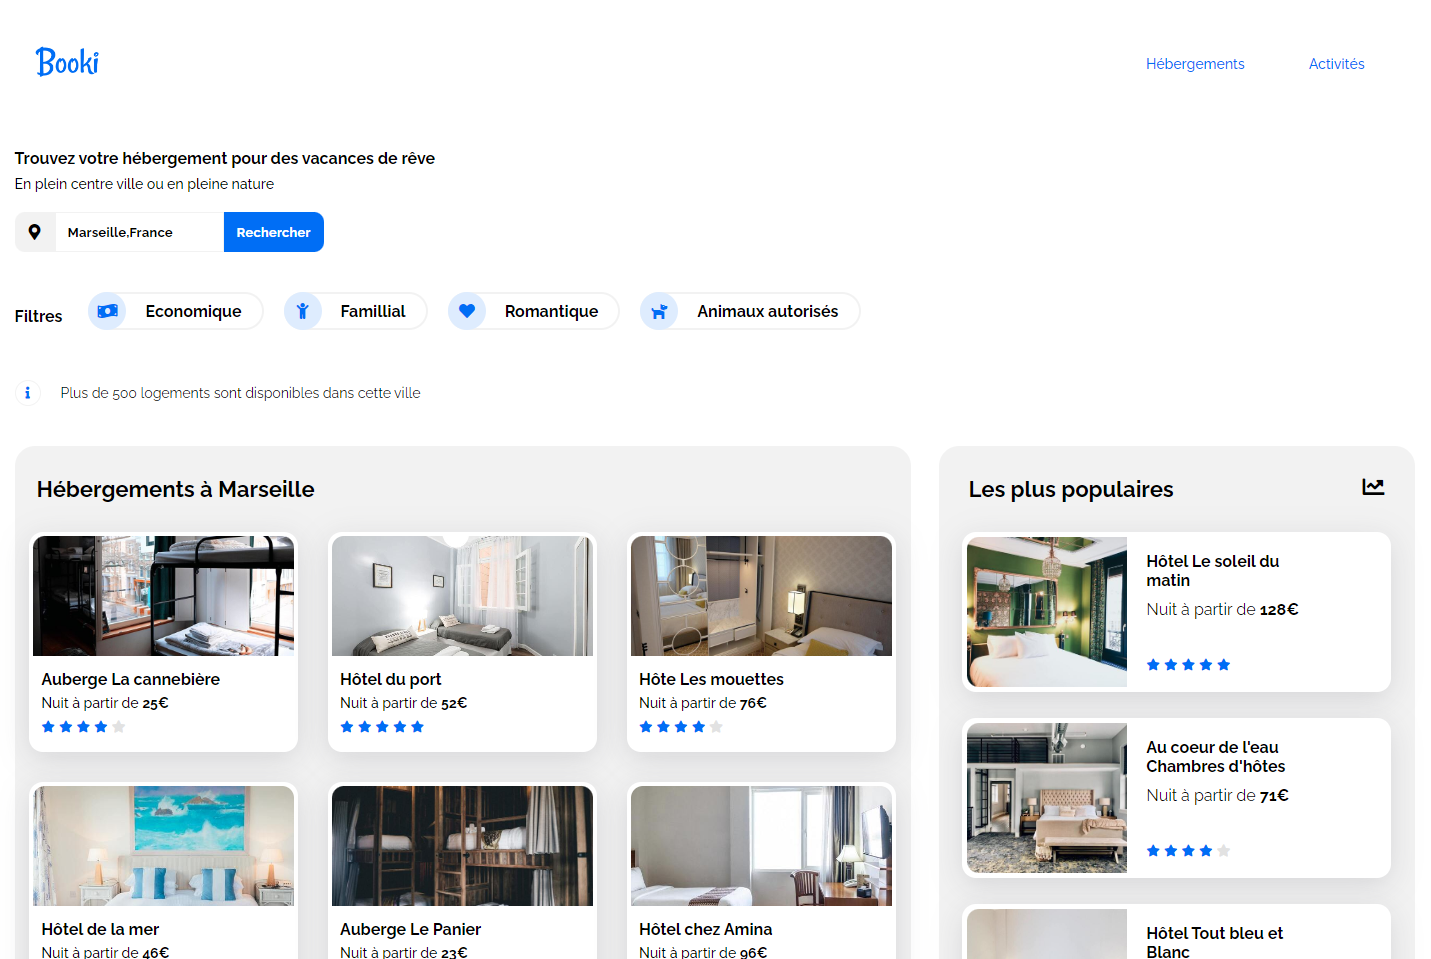 Booki
Hébergements
Activités
Trouvez votre hébergement pour des vacances de rêve
En plein centre ville ou en pleine nature
Marseille,France
Rechercher
Filtres
Economique
Famillial
Romantique
Animaux autorisés
Plus de 500 logements sont disponibles dans cette ville
Hébergements à Marseille
Auberge La cannebière
Nuit à partir de 25€
Hôtel du port
Nuit à partir de 52€
Hôte Les mouettes
Nuit à partir de 76€
Hôtel de la mer
Nuit à partir de 46€
Auberge Le Panier
Nuit à partir de 23€
Hôtel chez Amina
Nuit à partir de 96€
Les plus populaires
Hôtel Le soleil du
matin
Nuit à partir de 128€
Au coeur de l'eau
Chambres d'hôtes
Nuit à partir de 71€
Hôtel Tout bleu et
Blanc